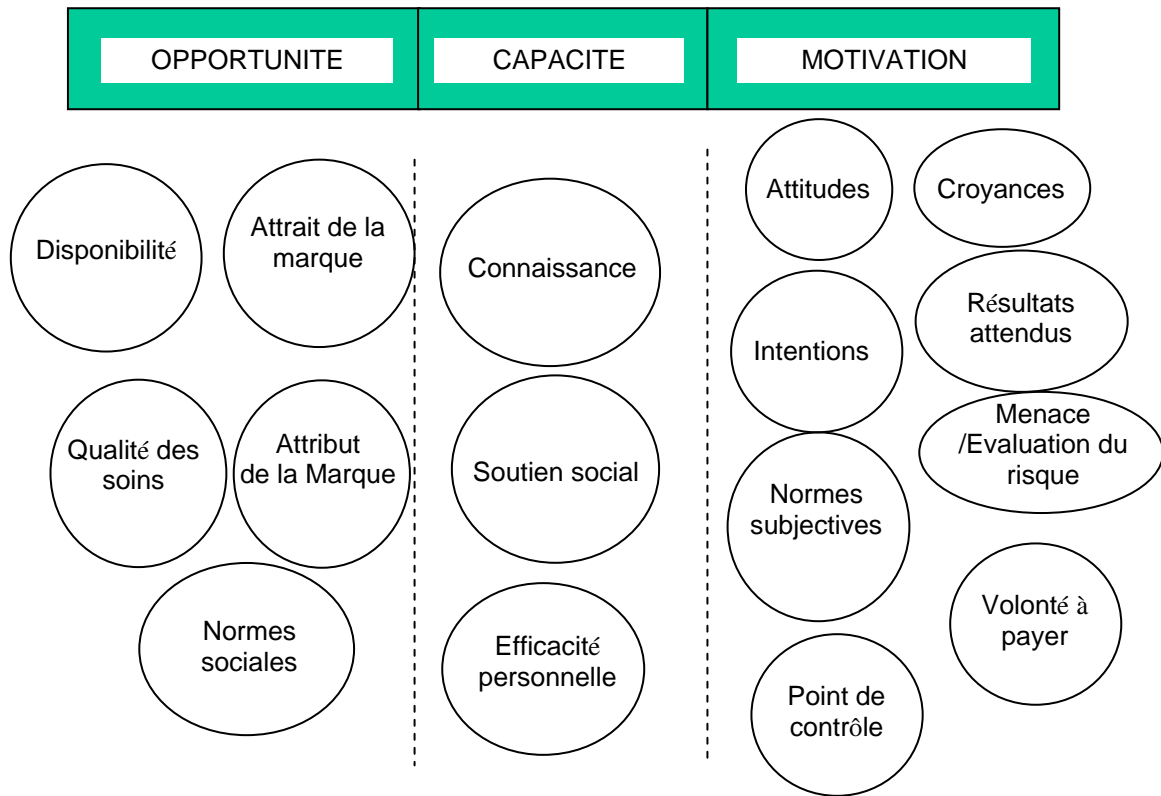 OPPORTUNITE
CAPACITE
MOTIVATION
Disponibilité
Attrait de la
marque
Qualité des
soins
Attribut
de la Marque
Normes
sociales
Connaissance
Soutien social
Efficacité
personnelle
Attitudes
Croyances
Intentions
Résultats
attendus
Menace
/Evaluation du
risque
Normes
subjectives
Volonté à
payer
Point de
contrôle